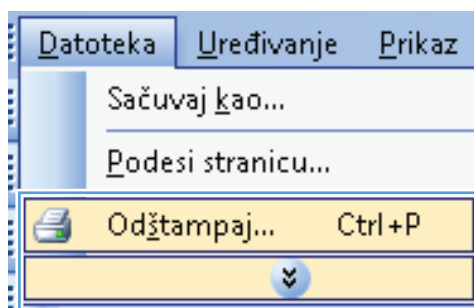 Datoteka Uređivanje Prikaz
Sačuvaj kao...
Podesi stranicu...
Odštampaj... Ctrl+P